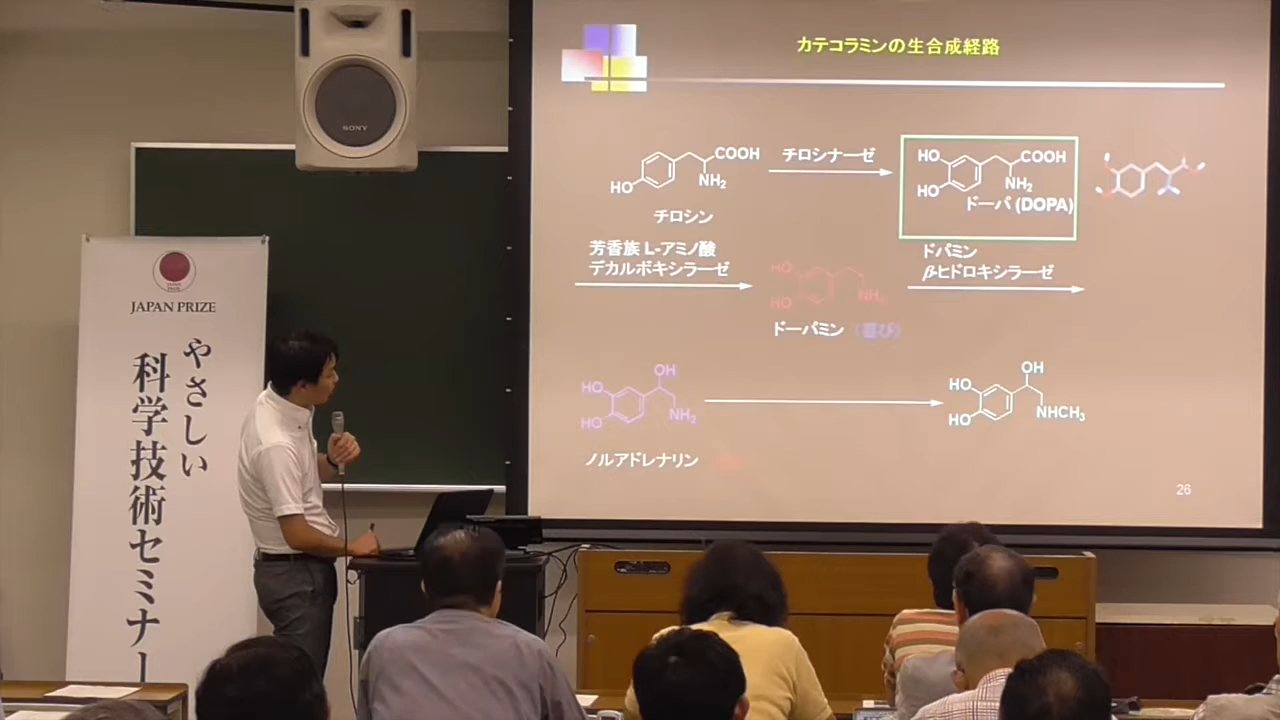 SONY
JAPAN PRIZE
やさしい
科学技術セミナー
カテコラミンの生合成経路
HO
COOH
NH2
チロシン
チロシナーゼ
HO
HO
COOH
NH2
ドーパ (DOPA)
芳香族 L-アミノ酸
デカルボキシラーゼ
HO
HO
NH2
ドーパミン (喜び)
ドパミン
β-ヒドロキシラーゼ
HO
HO
OH
NH2
ノルアドレナリン
HO
HO
OH
NHCH3
26